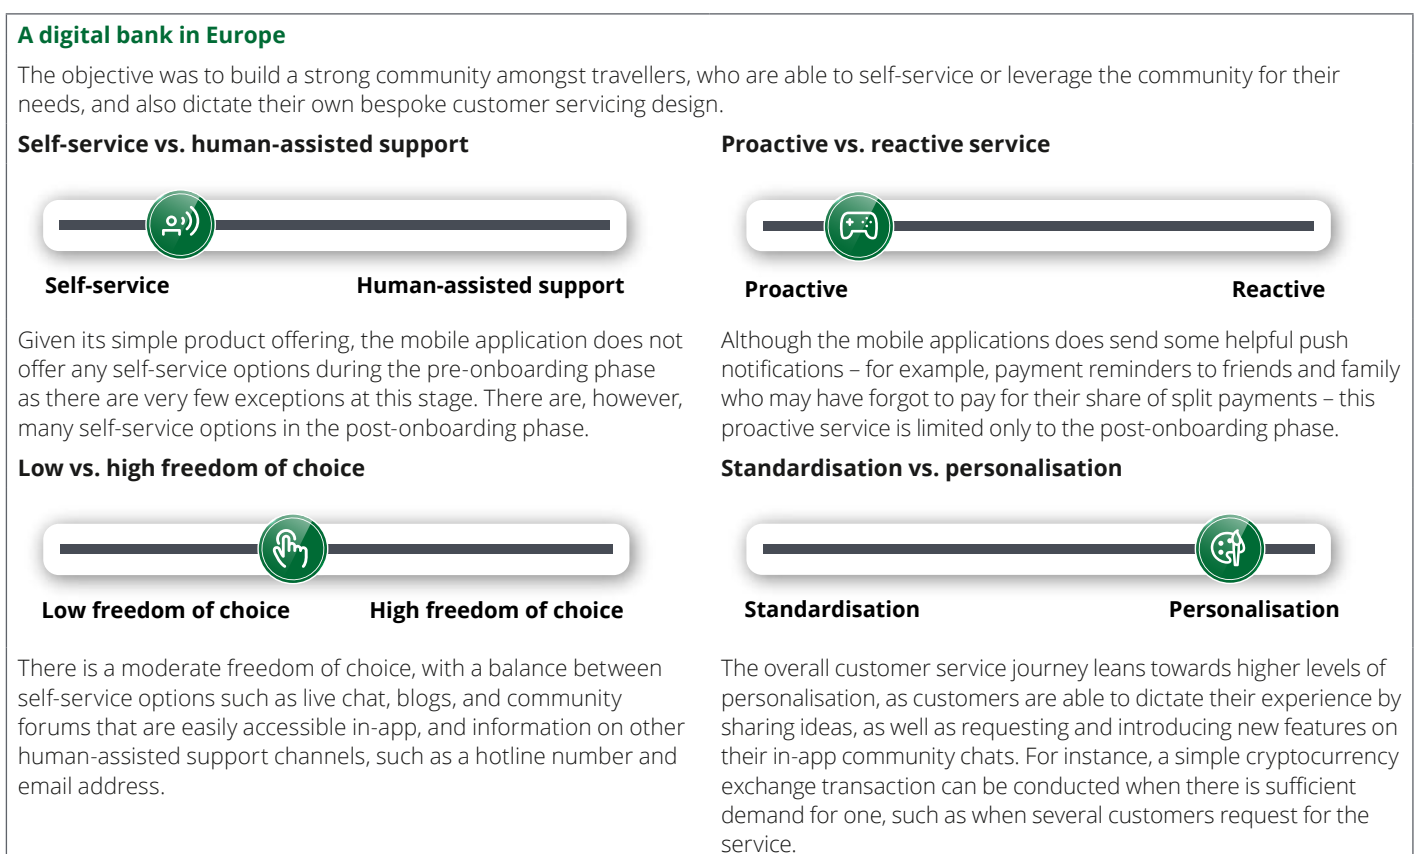 A digital bank in Europe
The objective was to build a strong community amongst travellers, who are able to self-service or leverage the community for their
needs, and also dictate their own bespoke customer servicing design.
Self-service vs. human-assisted support
Self-service
Human-assisted support
Given its simple product offering, the mobile application does not
offer any self-service options during the pre-onboarding phase
as there are very few exceptions at this stage. There are, however,
many self-service options in the post-onboarding phase.
Proactive vs. reactive service
Proactive
Reactive
Although the mobile applications does send some helpful push
notifications – for example, payment reminders to friends and family
who may have forgot to pay for their share of split payments – this
proactive service is limited only to the post-onboarding phase.
Low vs. high freedom of choice
Low freedom of choice
High freedom of choice
There is a moderate freedom of choice, with a balance between
self-service options such as live chat, blogs, and community
forums that are easily accessible in-app, and information on other
human-assisted support channels, such as a hotline number and
email address.
Standardisation vs. personalisation
Standardisation
Personalisation
The overall customer service journey leans towards higher levels of
personalisation, as customers are able to dictate their experience by
sharing ideas, as well as requesting and introducing new features on
their in-app community chats. For instance, a simple cryptocurrency
exchange transaction can be conducted when there is sufficient
demand for one, such as when several customers request for the
service.